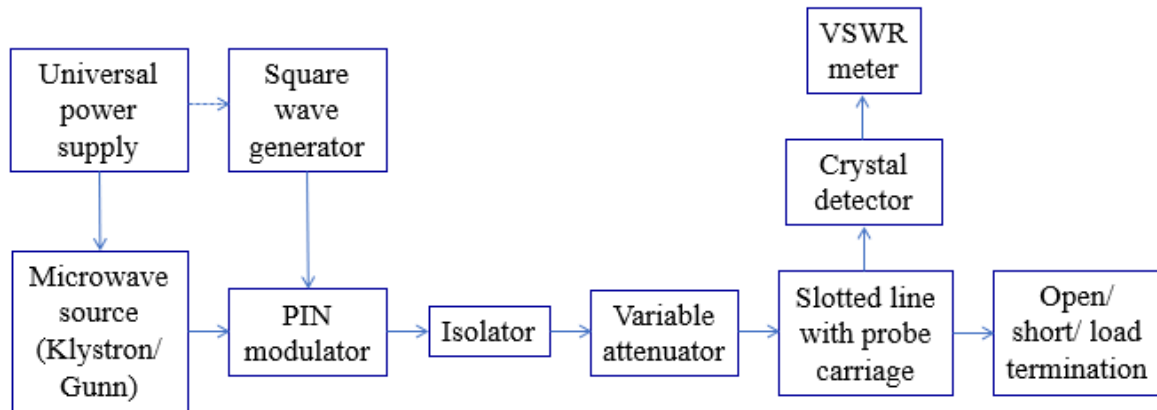 Universal
power
supply
Square
wave
generator
VSWR
meter
Crystal
detector
Microwave
source
(Klystron/
Gunn)
PIN
modulator
Isolator
Variable
attenuator
Slotted line
with probe
carriage
Open/
short/ load
termination